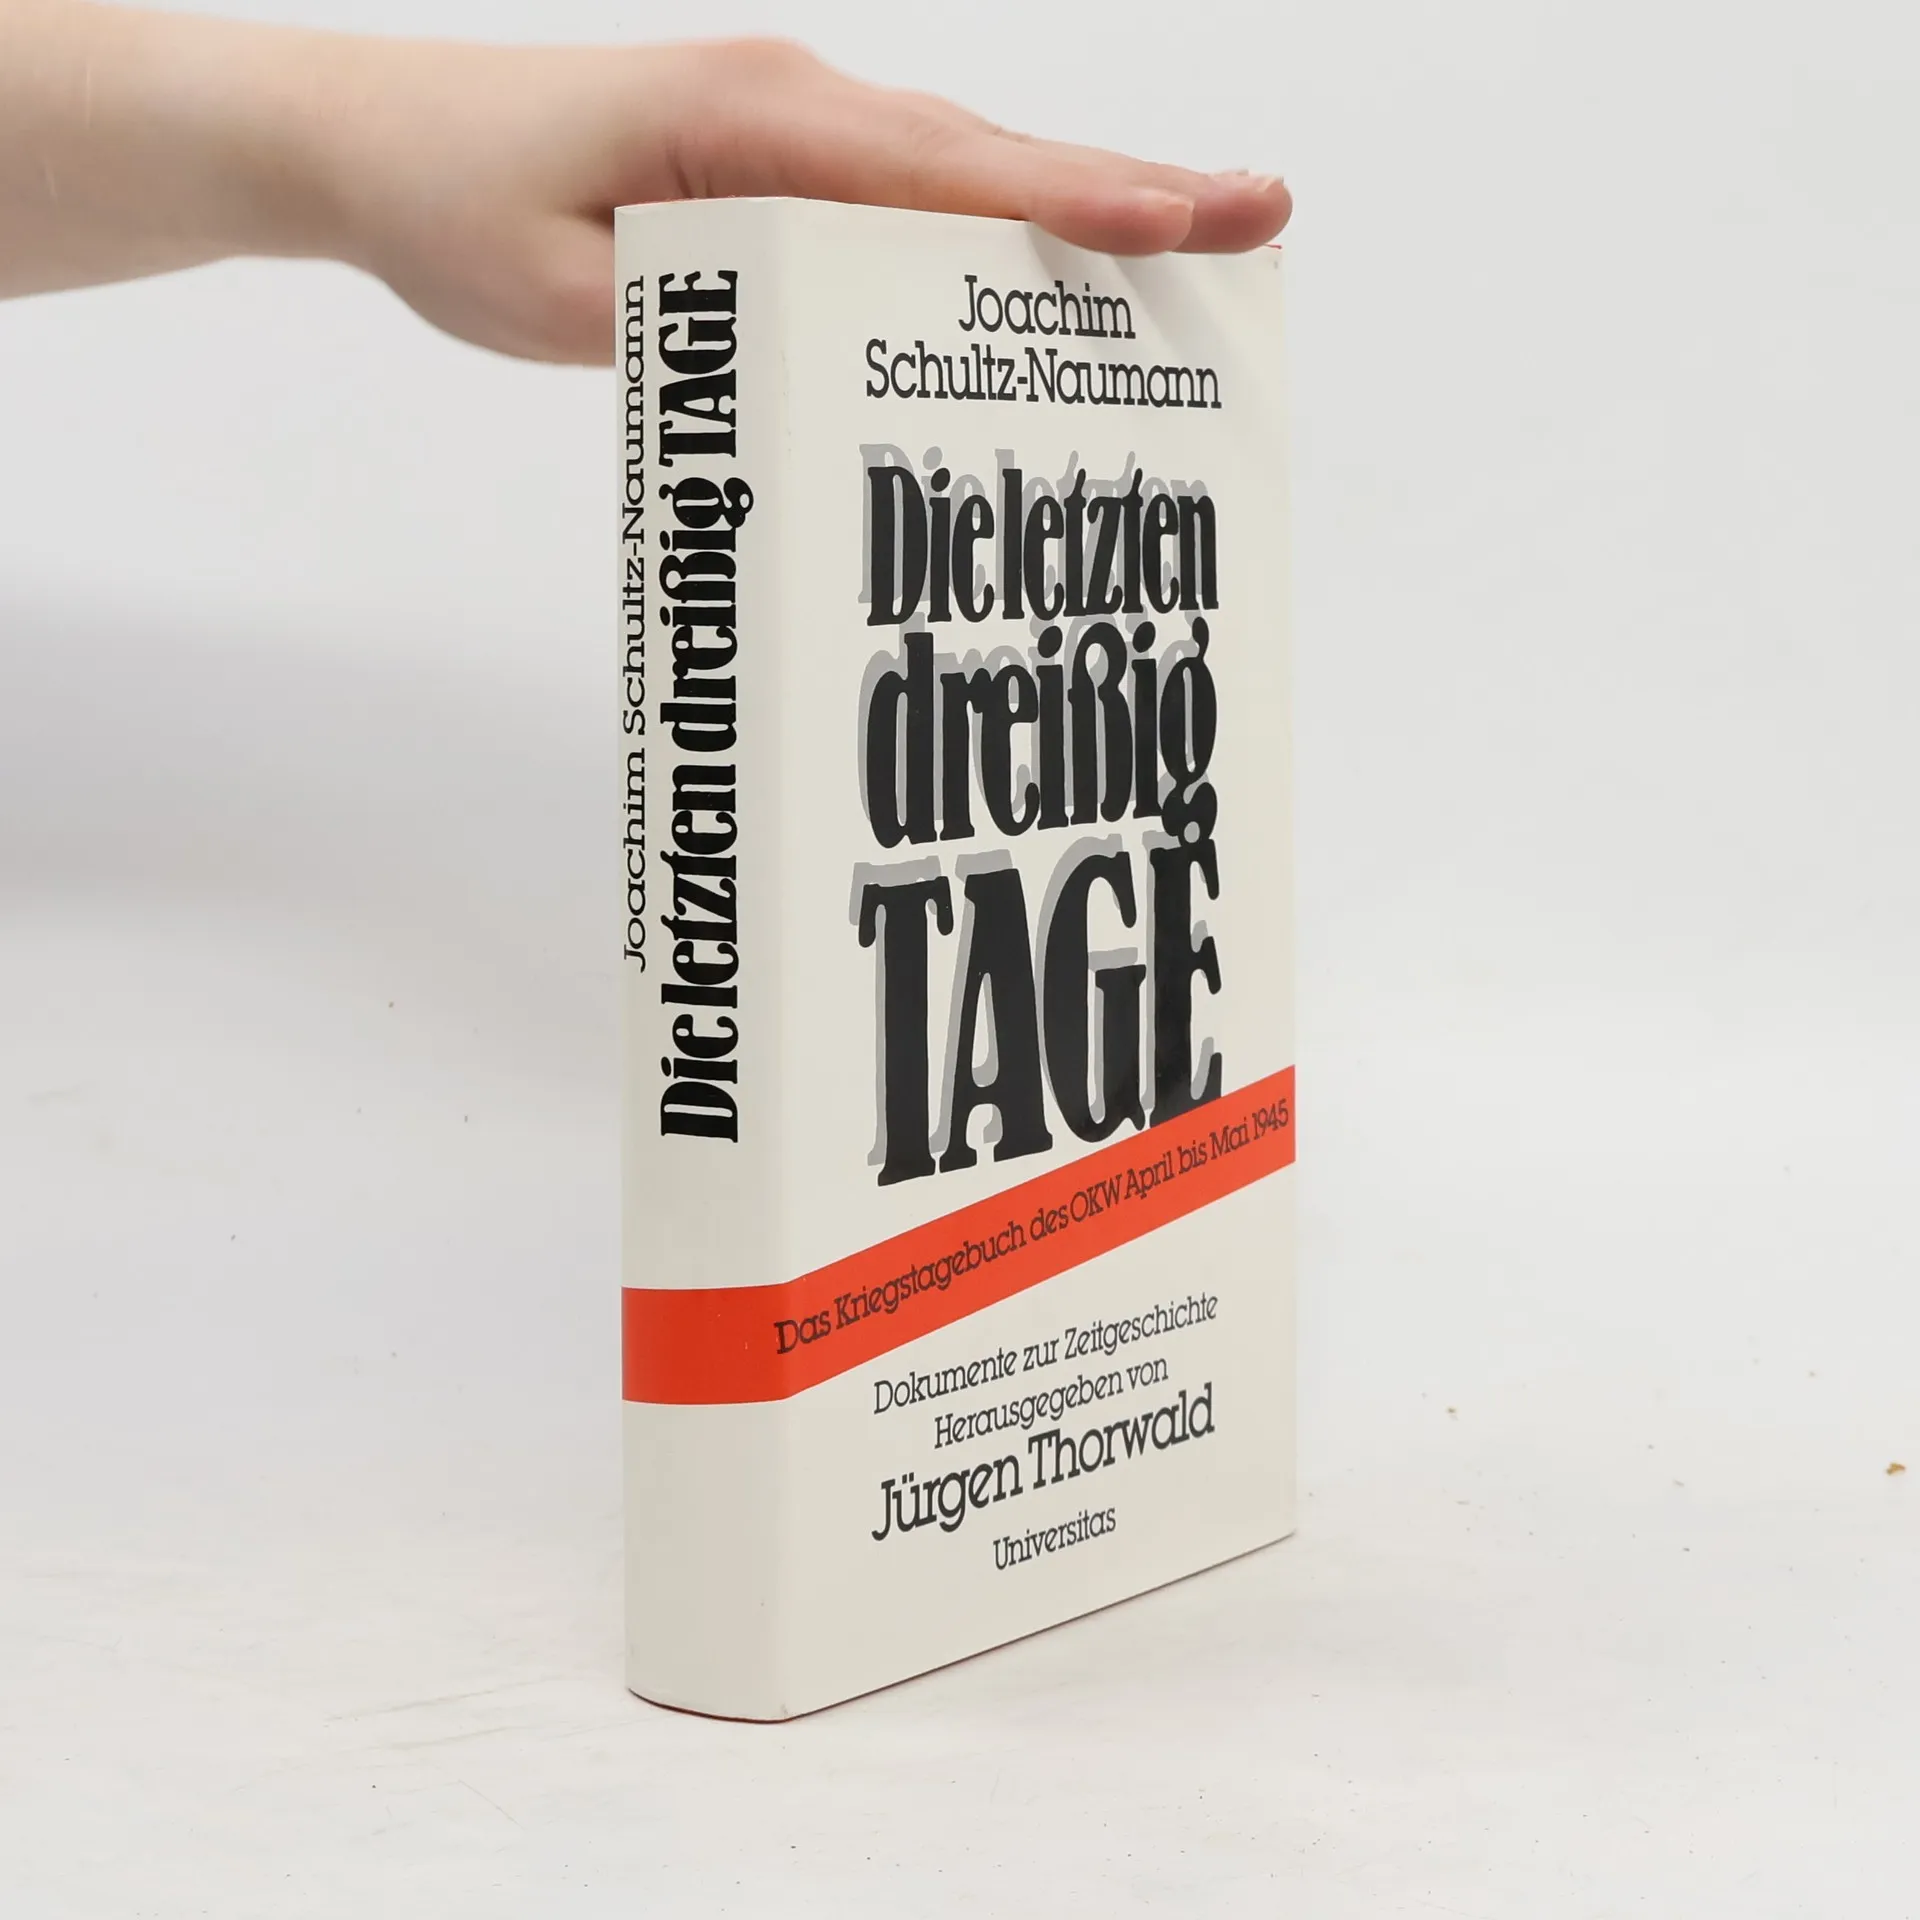 Joachim Schultz-Naumann
Die letzten dreißig TAGE
Joachim
Schultz-Naumann
Die letzten
dreißig
TAGE
Das Kriegstagebuch des OKW April bis Mai 1945
Dokumente zur Zeitgeschichte
Herausgegeben von
Jürgen Thorwald
Universitas